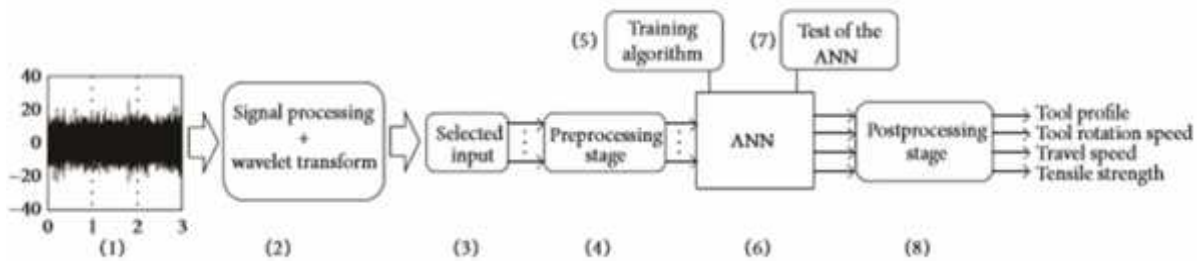 (5)
Training
algorithm
(7)
Test of the
ANN
40
20
0
−20
−40
0 1 2 3
Signal processing
+
wavelet transform
Selected
input
Preprocessing
stage
ANN
Postprocessing
stage
Tool profile
Tool rotation speed
Travel speed
Tensile strength
(1) (2) (3) (4) (6) (8)